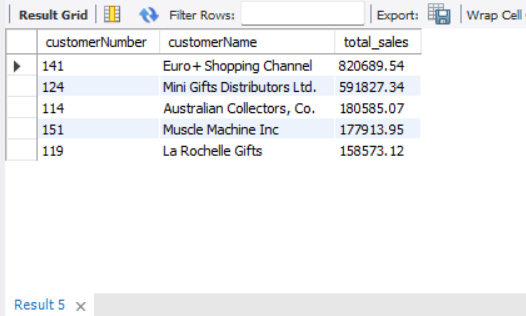 Result Grid Filter Rows: Export: Wrap Cell
customerNumber customerName total_sales
141 Euro+ Shopping Channel 820689.54
124 Mini Gifts Distributors Ltd. 591827.34
114 Australian Collectors, Co. 180585.07
151 Muscle Machine Inc 177913.95
119 La Rochelle Gifts 158573.12
Result 5